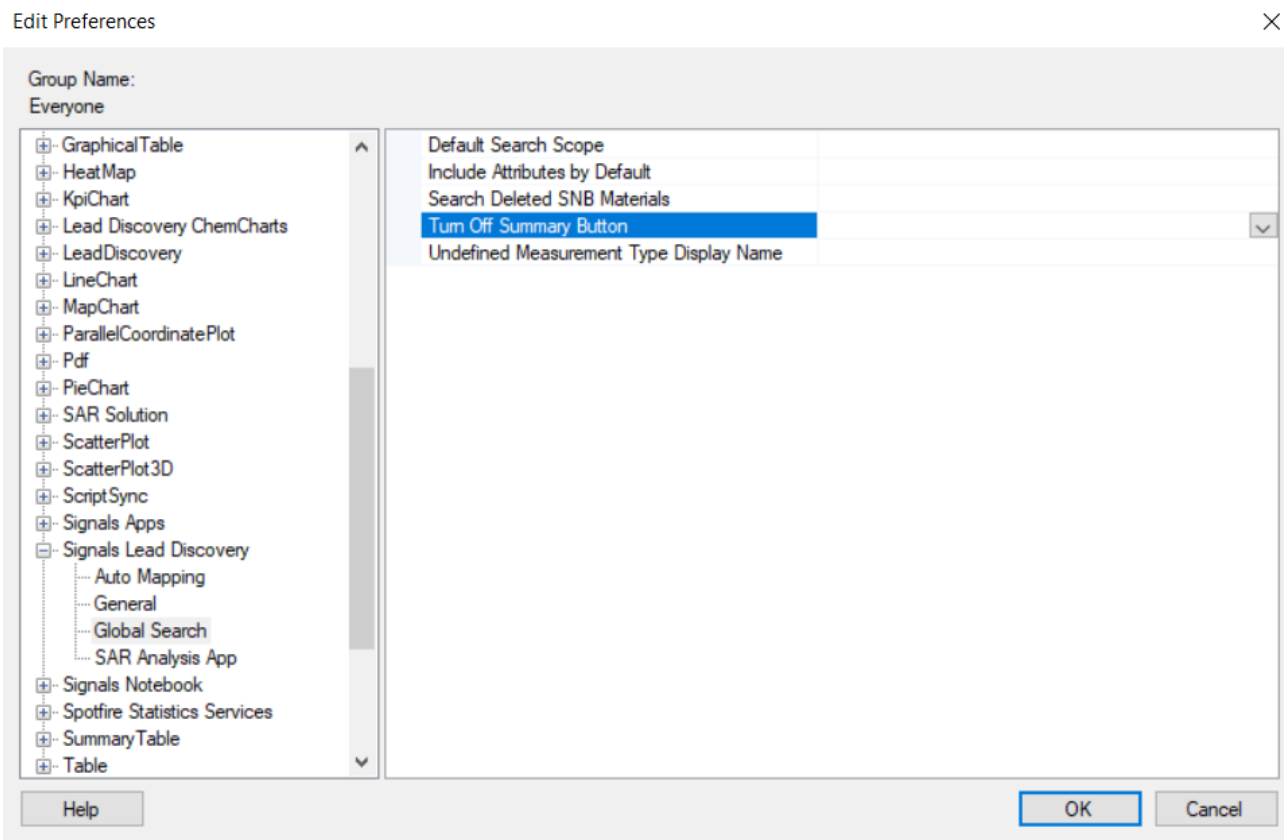 Edit Preferences
Group Name:
Everyone
GraphicalTable
HeatMap
KpiChart
Lead Discovery ChemCharts
LeadDiscovery
LineChart
MapChart
ParallelCoordinatePlot
Pdf
PieChart
SAR Solution
ScatterPlot
ScatterPlot3D
ScriptSync
Signals Apps
Signals Lead Discovery
Auto Mapping
General
Global Search
SAR Analysis App
Signals Notebook
Spotfire Statistics Services
SummaryTable
Table
Default Search Scope
Include Attributes by Default
Search Deleted SNB Materials
Turn Off Summary Button
Undefined Measurement Type Display Name
Help
OK
Cancel